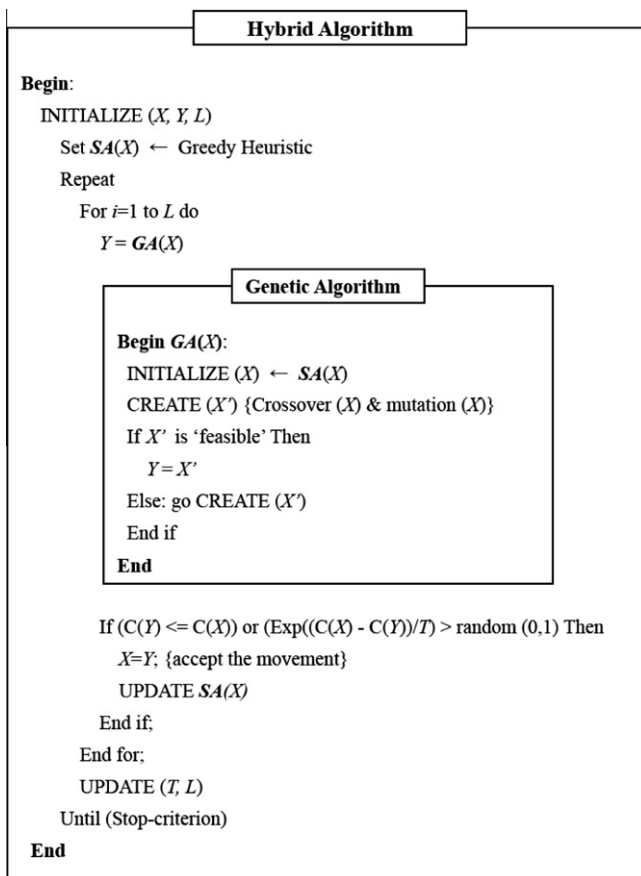 Hybrid Algorithm
Begin:
INITIALIZE (X, Y, L)
Set SA(X) ← Greedy Heuristic
Repeat
For i=1 to L do
Y = GA(X)
Genetic Algorithm
Begin GA(X):
INITIALIZE (X) ← SA(X)
CREATE (X') {Crossover (X) & mutation (X)}
If X' is ‘feasible’ Then
Y = X'
Else: go CREATE (X')
End if
End
If (C(Y) <= C(X)) or (Exp((C(X) - C(Y))/T) > random (0,1) Then
X=Y; {accept the movement}
UPDATE SA(X)
End if;
End for;
UPDATE (T, L)
Until (Stop-criterion)
End